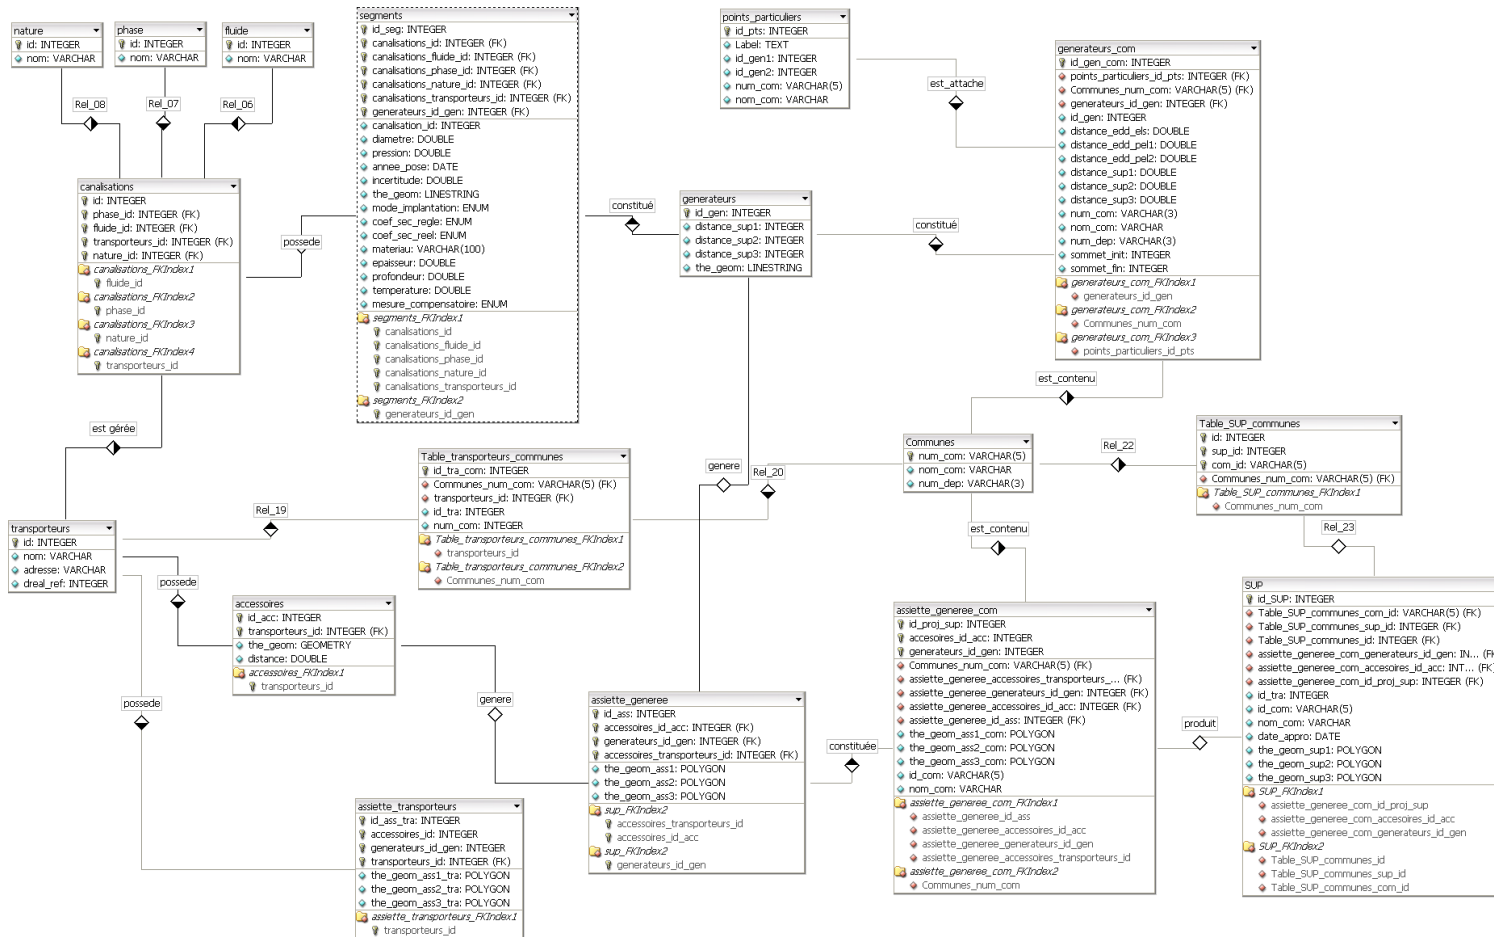 nature
id: INTEGER
nom: VARCHAR
phase
id: INTEGER
nom: VARCHAR
fluide
id: INTEGER
nom: VARCHAR
Rel_08
Rel_07
Rel_06
canalisations
id: INTEGER
phase_id: INTEGER (FK)
fluide_id: INTEGER (FK)
transporteurs_id: INTEGER (FK)
nature_id: INTEGER (FK)
canalisations_FKIndex1
fluide_id
canalisations_FKIndex2
phase_id
canalisations_FKIndex3
nature_id
canalisations_FKIndex4
transporteurs_id
possede
segments
id_seg: INTEGER
canalisations_id: INTEGER (FK)
canalisations_fluide_id: INTEGER (FK)
canalisations_phase_id: INTEGER (FK)
canalisations_nature_id: INTEGER (FK)
canalisations_transporteurs_id: INTEGER (FK)
generateurs_id_gen: INTEGER (FK)
canalisation_id: INTEGER
diametre: DOUBLE
pression: DOUBLE
annee_pose: DATE
incertitude: DOUBLE
the_geom: LINESTRING
mode_implantation: ENUM
coef_sec_regle: ENUM
coef_sec_reel: ENUM
materiau: VARCHAR(100)
epaisseur: DOUBLE
profondeur: DOUBLE
temperature: DOUBLE
mesure_compensatoire: ENUM
segments_FKIndex1
canalisations_id
canalisations_fluide_id
canalisations_phase_id
canalisations_nature_id
canalisations_transporteurs_id
segments_FKIndex2
generateurs_id_gen
constitué
points_particuliers
id_pts: INTEGER
Label: TEXT
id_gen1: INTEGER
id_gen2: INTEGER
num_com: VARCHAR(5)
nom_com: VARCHAR
est_attache
generateurs
id_gen: INTEGER
distance_sup1: INTEGER
distance_sup2: INTEGER
distance_sup3: INTEGER
the_geom: LINESTRING
constitué
generateurs_com
id_gen_com: INTEGER
points_particuliers_id_pts: INTEGER (FK)
Communes_num_com: VARCHAR(5) (FK)
generateurs_id_gen: INTEGER (FK)
id_gen: INTEGER
distance_edd_els: DOUBLE
distance_edd_pel1: DOUBLE
distance_edd_pel2: DOUBLE
distance_sup1: DOUBLE
distance_sup2: DOUBLE
distance_sup3: DOUBLE
num_com: VARCHAR(3)
nom_com: VARCHAR
num_dep: VARCHAR(3)
sommet_init: INTEGER
sommet_fin: INTEGER
generateurs_com_FKIndex1
generateurs_id_gen
generateurs_com_FKIndex2
Communes_num_com
generateurs_com_FKIndex3
points_particuliers_id_pts
est_contenu
est gérée
Table_transporteurs_communes
id_tra_com: INTEGER
Communes_num_com: VARCHAR(5) (FK)
transporteurs_id: INTEGER (FK)
id_tra: INTEGER
num_com: INTEGER
Table_transporteurs_communes_FKIndex1
transporteurs_id
Table_transporteurs_communes_FKIndex2
Communes_num_com
genere
Rel_20
Communes
num_com: VARCHAR(5)
nom_com: VARCHAR
num_dep: VARCHAR(3)
Rel_22
Table_SUP_communes
id: INTEGER
sup_id: INTEGER
com_id: VARCHAR(5)
Communes_num_com: VARCHAR(5) (FK)
Table_SUP_communes_FKIndex1
Communes_num_com
Rel_19
est_contenu
Rel_23
transporteurs
id: INTEGER
nom: VARCHAR
adresse: VARCHAR
dreal_ref: INTEGER
possede
accessoires
id_acc: INTEGER
transporteurs_id: INTEGER (FK)
the_geom: GEOMETRY
distance: DOUBLE
accessoires_FKIndex1
transporteurs_id
possede
genere
assiette_generee
id_ass: INTEGER
accessoires_id_acc: INTEGER (FK)
generateurs_id_gen: INTEGER (FK)
accessoires_transporteurs_id: INTEGER (FK)
the_geom_ass1: POLYGON
the_geom_ass2: POLYGON
the_geom_ass3: POLYGON
sup_FKIndex2
accessoires_transporteurs_id
accessoires_id_acc
sup_FKIndex2
generateurs_id_gen
constituée
assiette_generee_com
id_proj_sup: INTEGER
accesoires_id_acc: INTEGER
generateurs_id_gen: INTEGER
Communes_num_com: VARCHAR(5) (FK)
assiette_generee_accessoires_transporteurs_... (FK)
assiette_generee_generateurs_id_gen: INTEGER (FK)
assiette_generee_accessoires_id_acc: INTEGER (FK)
assiette_generee_id_ass: INTEGER (FK)
the_geom_ass1_com: POLYGON
the_geom_ass2_com: POLYGON
the_geom_ass3_com: POLYGON
id_com: VARCHAR(5)
nom_com: VARCHAR
assiette_generee_com_FKIndex1
assiette_generee_id_ass
assiette_generee_accessoires_id_acc
assiette_generee_generateurs_id_gen
assiette_generee_accessoires_transporteurs_id
assiette_generee_com_FKIndex2
Communes_num_com
produit
SUP
id_SUP: INTEGER
Table_SUP_communes_com_id: VARCHAR(5) (FK)
Table_SUP_communes_sup_id: INTEGER (FK)
Table_SUP_communes_id: INTEGER (FK)
assiette_generee_com_generateurs_id_gen: IN... (FK
assiette_generee_com_accesoires_id_acc: INT... (FK
assiette_generee_com_id_proj_sup: INTEGER (FK)
id_tra: INTEGER
id_com: VARCHAR(5)
nom_com: VARCHAR
date_appro: DATE
the_geom_sup1: POLYGON
the_geom_sup2: POLYGON
the_geom_sup3: POLYGON
SUP_FKIndex1
assiette_generee_com_id_proj_sup
assiette_generee_com_accesoires_id_acc
assiette_generee_com_generateurs_id_gen
SUP_FKIndex2
Table_SUP_communes_id
Table_SUP_communes_sup_id
Table_SUP_communes_com_id
assiette_transporteurs
id_ass_tra: INTEGER
accessoires_id: INTEGER
generateurs_id_gen: INTEGER
transporteurs_id: INTEGER (FK)
the_geom_ass1_tra: POLYGON
the_geom_ass2_tra: POLYGON
the_geom_ass3_tra: POLYGON
assiette_transporteurs_FKIndex1
transporteurs_id